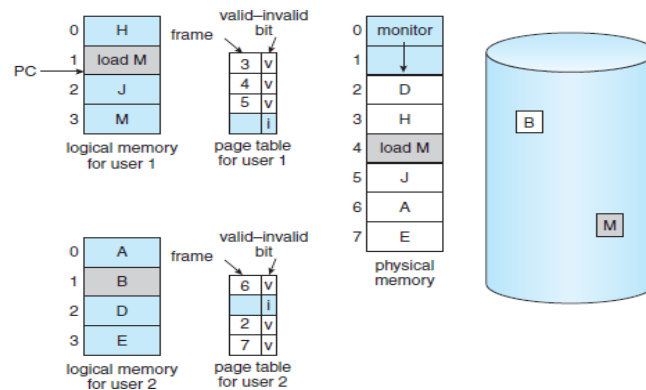 valid–invalid
frame bit
0 H
1 load M
PC
2 J
3 M
logical memory
for user 1
3 v
4 v
5 v
i
page table
for user 1
0 A
1 B
2 D
3 E
logical memory
for user 2
valid–invalid
frame bit
6 v
i
2 v
7 v
page table
for user 2
0 monitor
1
2 D
3 H
4 load M
5 J
6 A
7 E
physical
memory
B
M